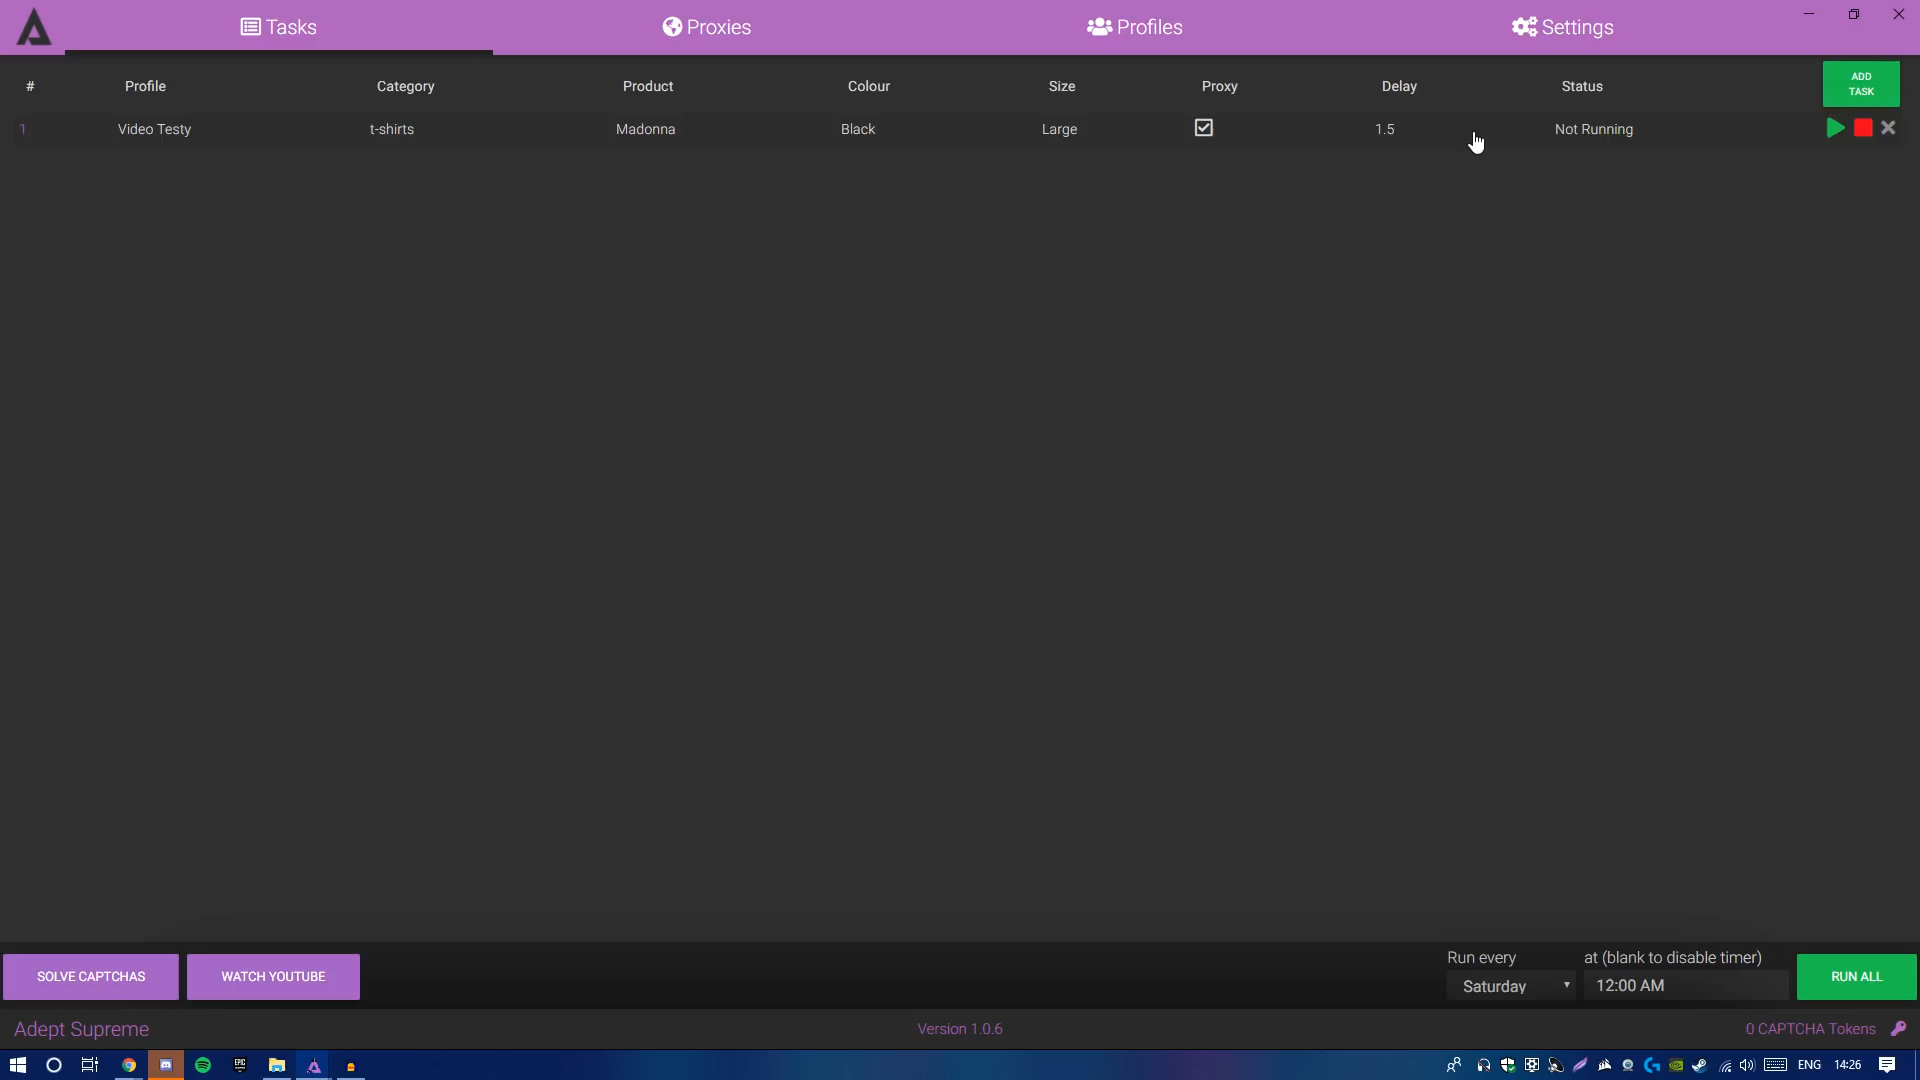 Tasks Proxies Profiles Settings
# Profile Category Product Colour Size Proxy Delay Status ADD
TASK
1 Video Testy t-shirts Madonna Black Large 1.5 Not Running
SOLVE CAPTCHAS WATCH YOUTUBE
Run every at (blank to disable timer)
Saturday 12:00 AM RUN ALL
Adept Supreme Version 1.0.6 0 CAPTCHA Tokens
EPIC ENG 14:26